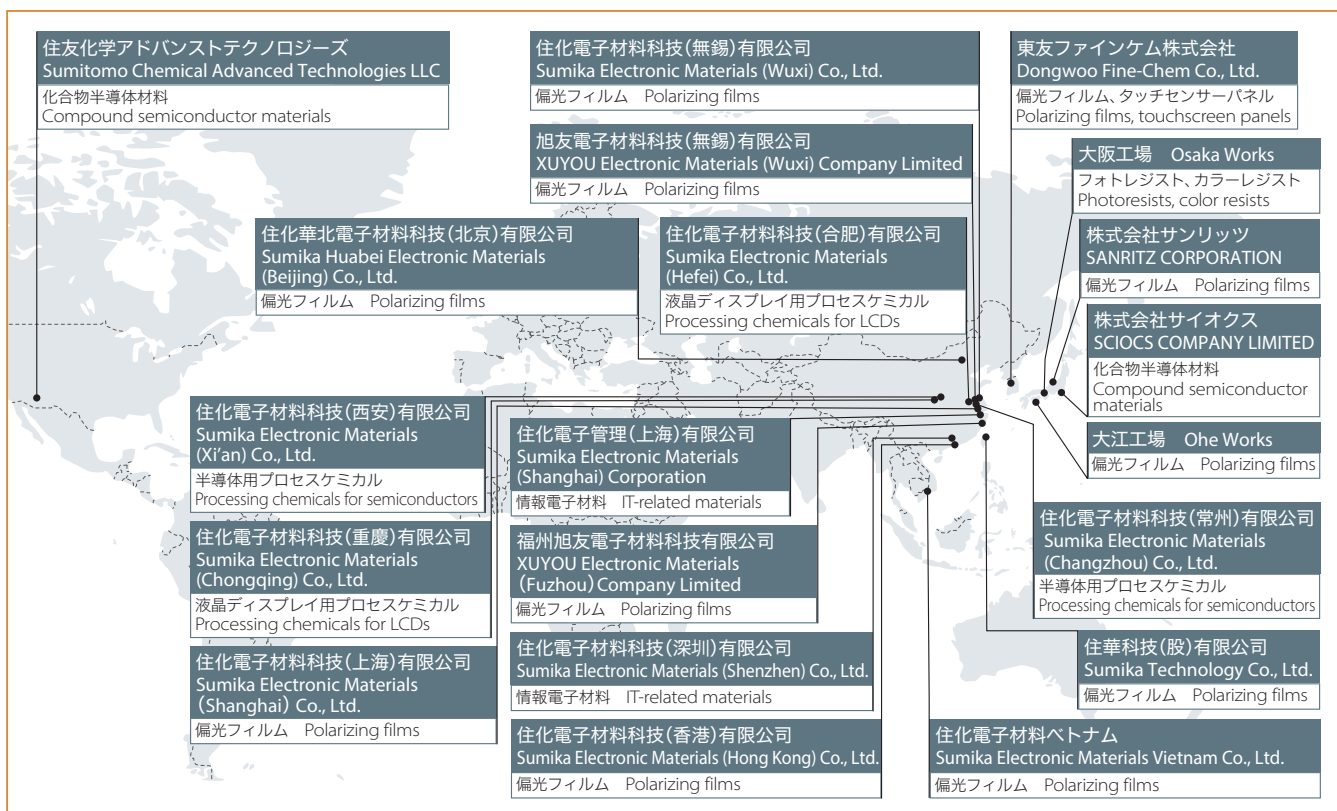 住友化学アドバンストテクノロジーズ
Sumitomo Chemical Advanced Technologies LLC
化合物半導体材料
Compound semiconductor materials
住化電子材料科技(無錫)有限公司
Sumika Electronic Materials (Wuxi) Co., Ltd.
偏光フィルム Polarizing films
旭友電子材料科技(無錫)有限公司
XUYOU Electronic Materials (Wuxi) Company Limited
偏光フィルム Polarizing films
東友ファインケム株式会社
Dongwoo Fine-Chem Co., Ltd.
偏光フィルム、タッチセンサーパネル
Polarizing films, touchscreen panels
大阪工場 Osaka Works
フォトレジスト、カラーレジスト
Photoresists, color resists
住化華北電子材料科技(北京)有限公司
Sumika Huabei Electronic Materials
(Beijing) Co., Ltd.
偏光フィルム Polarizing films
住化電子材料科技(合肥)有限公司
Sumika Electronic Materials
(Hefei) Co., Ltd.
液晶ディスプレイ用プロセスケミカル
Processing chemicals for LCDs
株式会社サンリッツ
SANRITZ CORPORATION
偏光フィルム Polarizing films
株式会社サイオクス
SCIOCS COMPANY LIMITED
化合物半導体材料
Compound semiconductor
materials
大江工場 Ohe Works
偏光フィルム Polarizing films
住化電子材料科技(西安)有限公司
Sumika Electronic Materials
(Xi'an) Co., Ltd.
半導体用プロセスケミカル
Processing chemicals for semiconductors
住化電子管理(上海)有限公司
Sumika Electronic Materials
(Shanghai) Corporation
情報電子材料 IT-related materials
住化電子材料科技(常州)有限公司
Sumika Electronic Materials
(Changzhou) Co., Ltd.
半導体用プロセスケミカル
Processing chemicals for semiconductors
住化電子材料科技(重慶)有限公司
Sumika Electronic Materials
(Chongqing) Co., Ltd.
液晶ディスプレイ用プロセスケミカル
Processing chemicals for LCDs
福州旭友電子材料科技有限公司
XUYOU Electronic Materials
(Fuzhou) Company Limited
偏光フィルム Polarizing films
住化電子材料科技(上海)有限公司
Sumika Electronic Materials
(Shanghai) Co., Ltd.
偏光フィルム Polarizing films
住化電子材料科技(深圳)有限公司
Sumika Electronic Materials (Shenzhen) Co., Ltd.
情報電子材料 IT-related materials
住華科技(股)有限公司
Sumika Technology Co., Ltd.
偏光フィルム Polarizing films
住化電子材料科技(香港)有限公司
Sumika Electronic Materials (Hong Kong) Co., Ltd.
偏光フィルム Polarizing films
住化電子材料ベトナム
Sumika Electronic Materials Vietnam Co., Ltd.
偏光フィルム Polarizing films